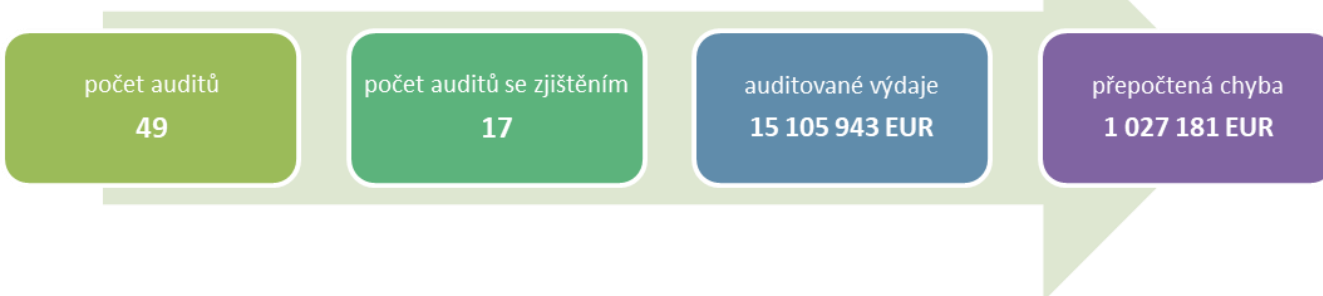 počet auditů
49
počet auditů se zjištěním
17
auditované výdaje
15 105 943 EUR
přepočtená chyba
1 027 181 EUR